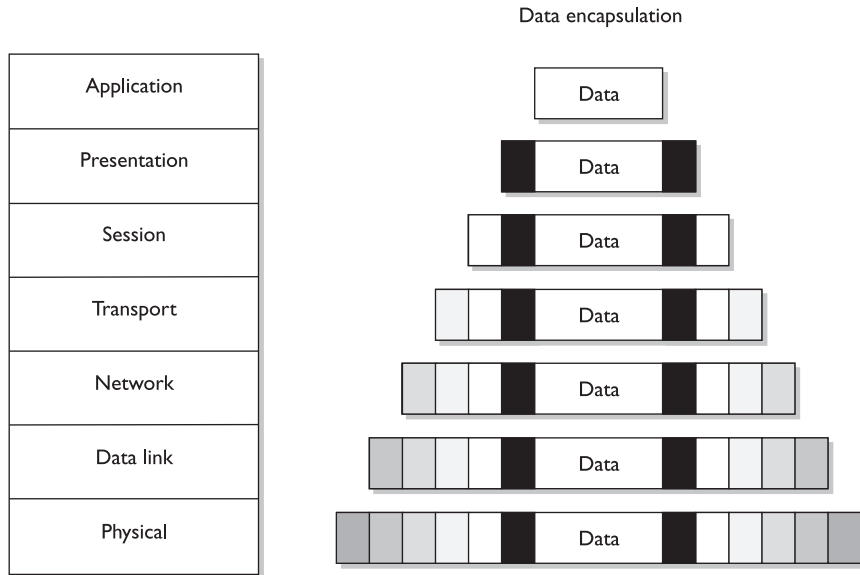 Data encapsulation
Application
Data
Presentation
Data
Session
Data
Transport
Data
Network
Data
Data link
Data
Physical
Data